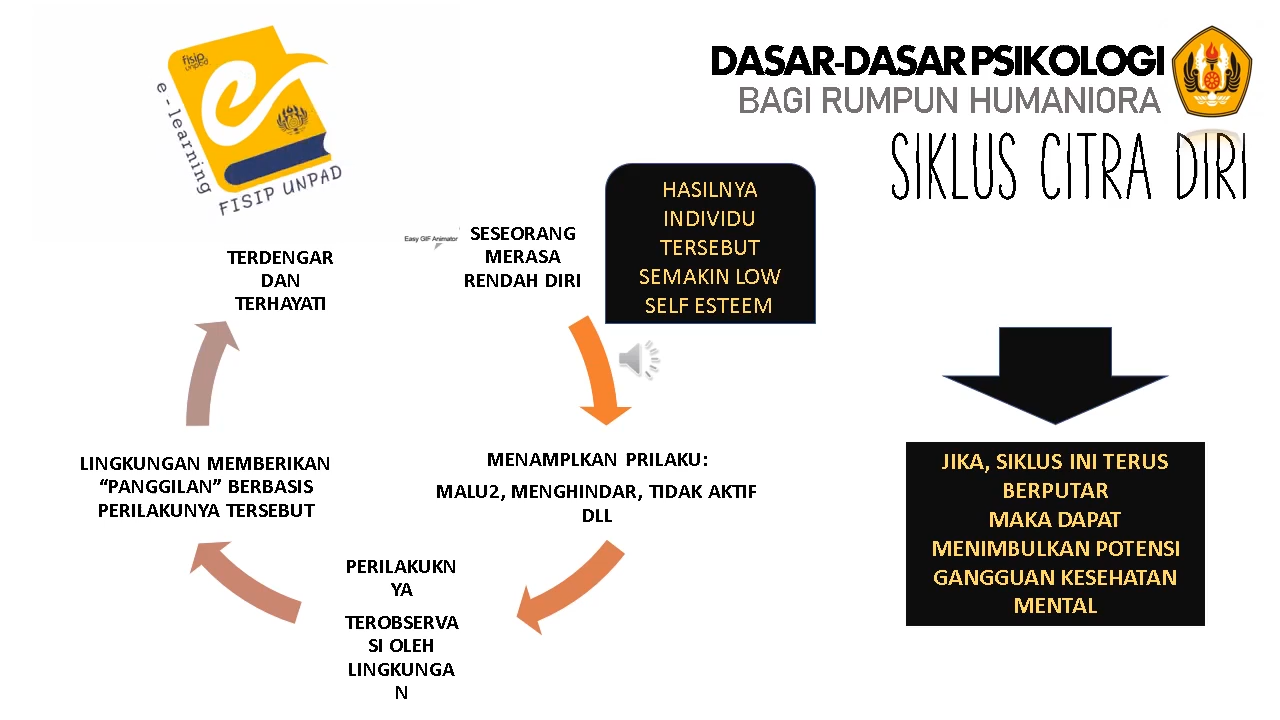 fisip
unpad
e-learning
FISIP UNPAD
DASAR-DASAR PSIKOLOGI
BAGI RUMPUN HUMANIORA
SIKLUS CITRA DIRI
Easy GIF Animator
SESEORANG
MERASA
RENDAH DIRI
HASILNYA
INDIVIDU
TERSEBUT
SEMAKIN LOW
SELF ESTEEM
MENAMPLKAN PRILAKU:
MALU2, MENGHINDAR, TIDAK AKTIF
DLL
PERILAKUKN
YA
TEROBSERVA
SI OLEH
LINGKUNGA
N
LINGKUNGAN MEMBERIKAN
“PANGGILAN” BERBASIS
PERILAKUNYA TERSEBUT
TERDENGAR
DAN
TERHAYATI
JIKA, SIKLUS INI TERUS
BERPUTAR
MAKA DAPAT
MENIMBULKAN POTENSI
GANGGUAN KESEHATAN
MENTAL